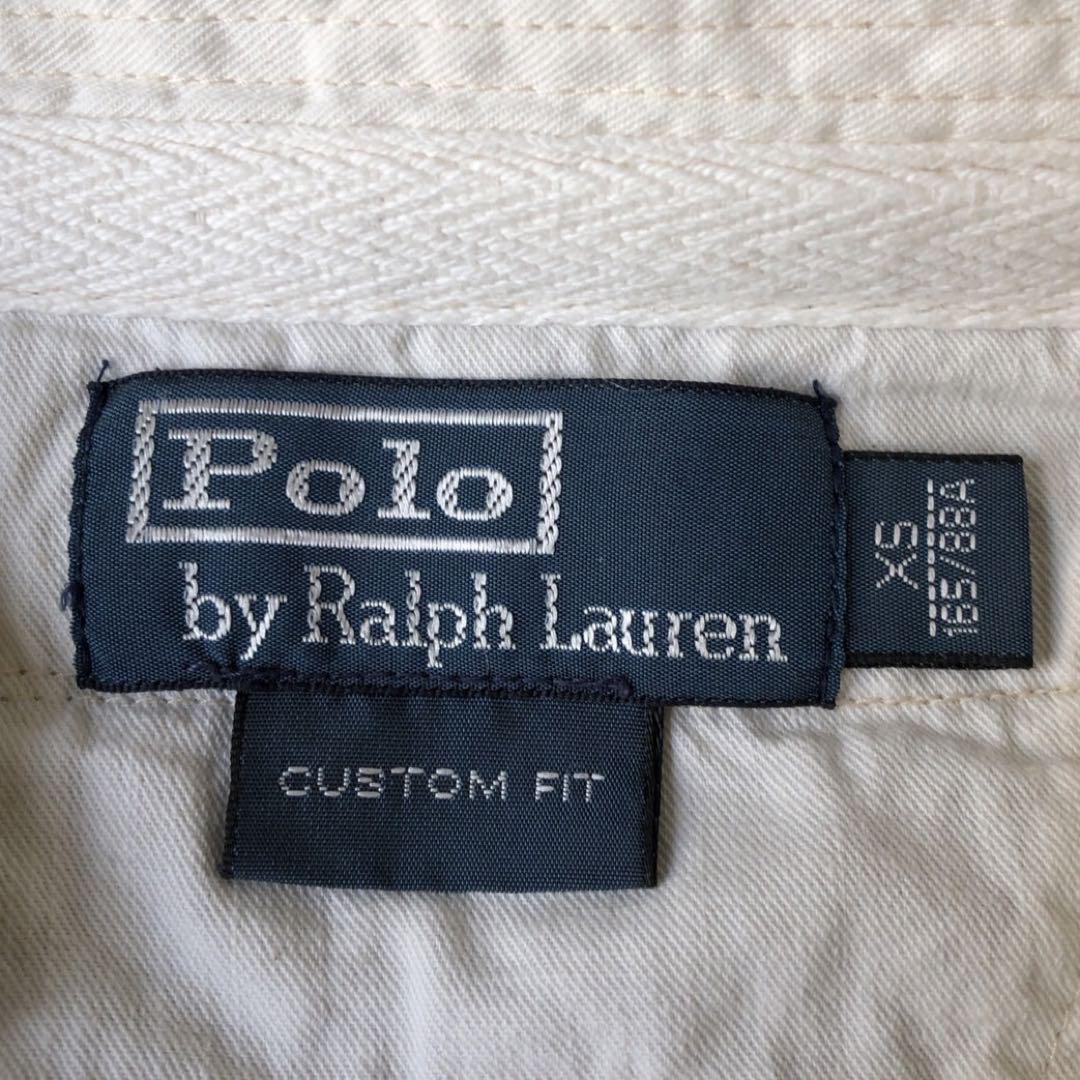 Polo
by Ralph Lauren
XS
165/88A
CUSTOM FIT